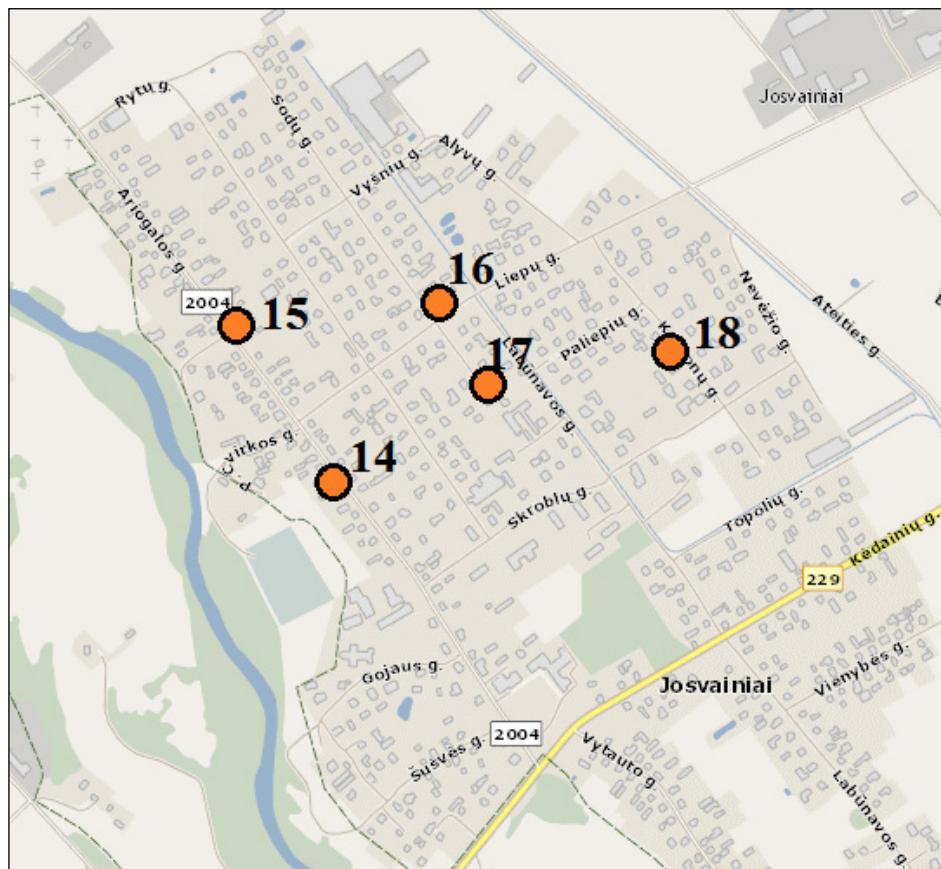 Josvainiai
Rytų g.
Sodų g.
Alyvų g.
Vyšnių g.
Ariogalos g.
16
Liepų g.
Nevėžio g.
2004
15
Ateities g.
Paliepių g.
18
17
P. Cvirkos g.
14
Skroblų g.
Topolių g.
Kėdainių g.
229
Gojaus g.
Josvainiai
Vienybės g.
2004
Šušvės g.
Vytauto g.
Labūnavos g.